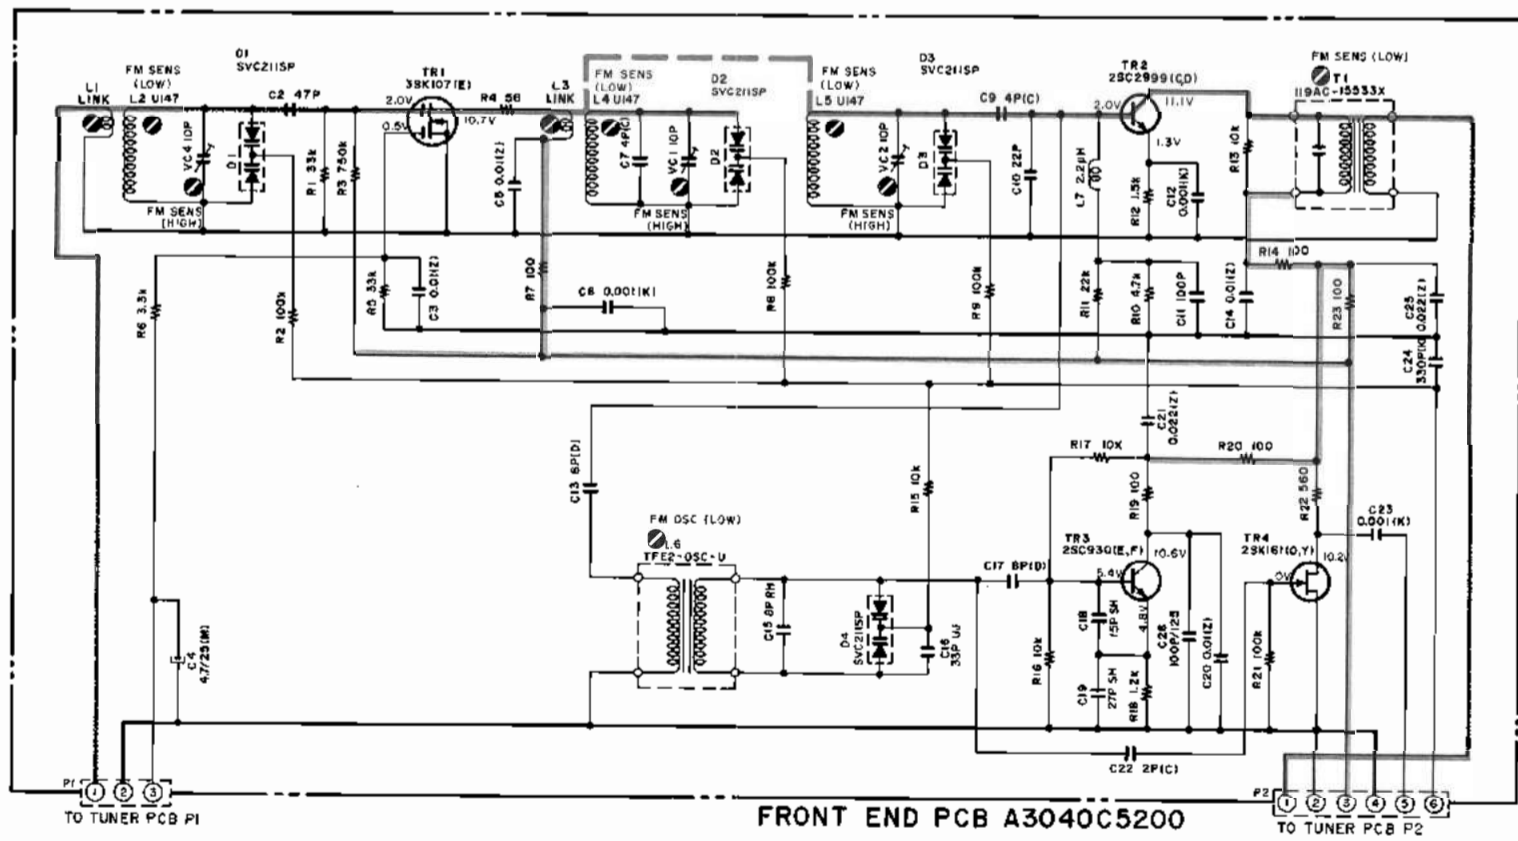 D1
SVC211SP
FM SENS
(LOW)
L2 U147
L1
LINK
C2 47P
TR1
3SK107(E)
2.0V
0.5V
10.7V
R4 56
L3
LINK
FM SENS
(LOW)
L4 U147
D2
SVC211SP
FM SENS
(LOW)
L5 U147
D3
SVC211SP
C9 4P(C)
TR2
2SC2999(C,D)
2.0V
11.1V
1.3V
FM SENS (LOW)
T1
119AC-15533X
VC4 10P
D1
R1 33k
R3 750k
C5 0.01(Z)
C7 4P(C)
VC1 10P
D2
VC2 10P
D3
C10 22P
L7 2.2μH
R12 1.5k
C12
0.001(K)
R13 10k
FM SENS
(HIGH)
FM SENS
(HIGH)
FM SENS
(HIGH)
R14 100
R6 3.3k
R2 100k
R5 33k
C3 0.01(Z)
R7 100
C6 0.001(K)
R8 100k
R9 100k
R11 22k
R10 4.7k
C11 100P
C14 0.01(Z)
R23 100
C25
0.022(Z)
C24
330P(K)
C21
0.022(Z)
C13 6P(D)
R15 10k
R17 10K
R20 100
R19 100
R22 560
C23
0.001(K)
FM OSC (LOW)
L6
TFE2-OSC-U
C17 8P(D)
TR3
2SC930(E,F)
5.4V
10.6V
4.8V
TR4
2SK161(O,Y)
0V
10.2V
C4
4.7/25(M)
C15 8P RH
D4
SVC211SP
C16
33P UJ
R16 10k
C18
15P SH
C19
27P SH
R18 1.2k
C26
100P/125
C20 0.01(Z)
R21 100k
C22 2P(C)
P1
1
2
3
TO TUNER PCB P1
FRONT END PCB A3040C5200
P2
1
2
3
4
5
6
TO TUNER PCB P2